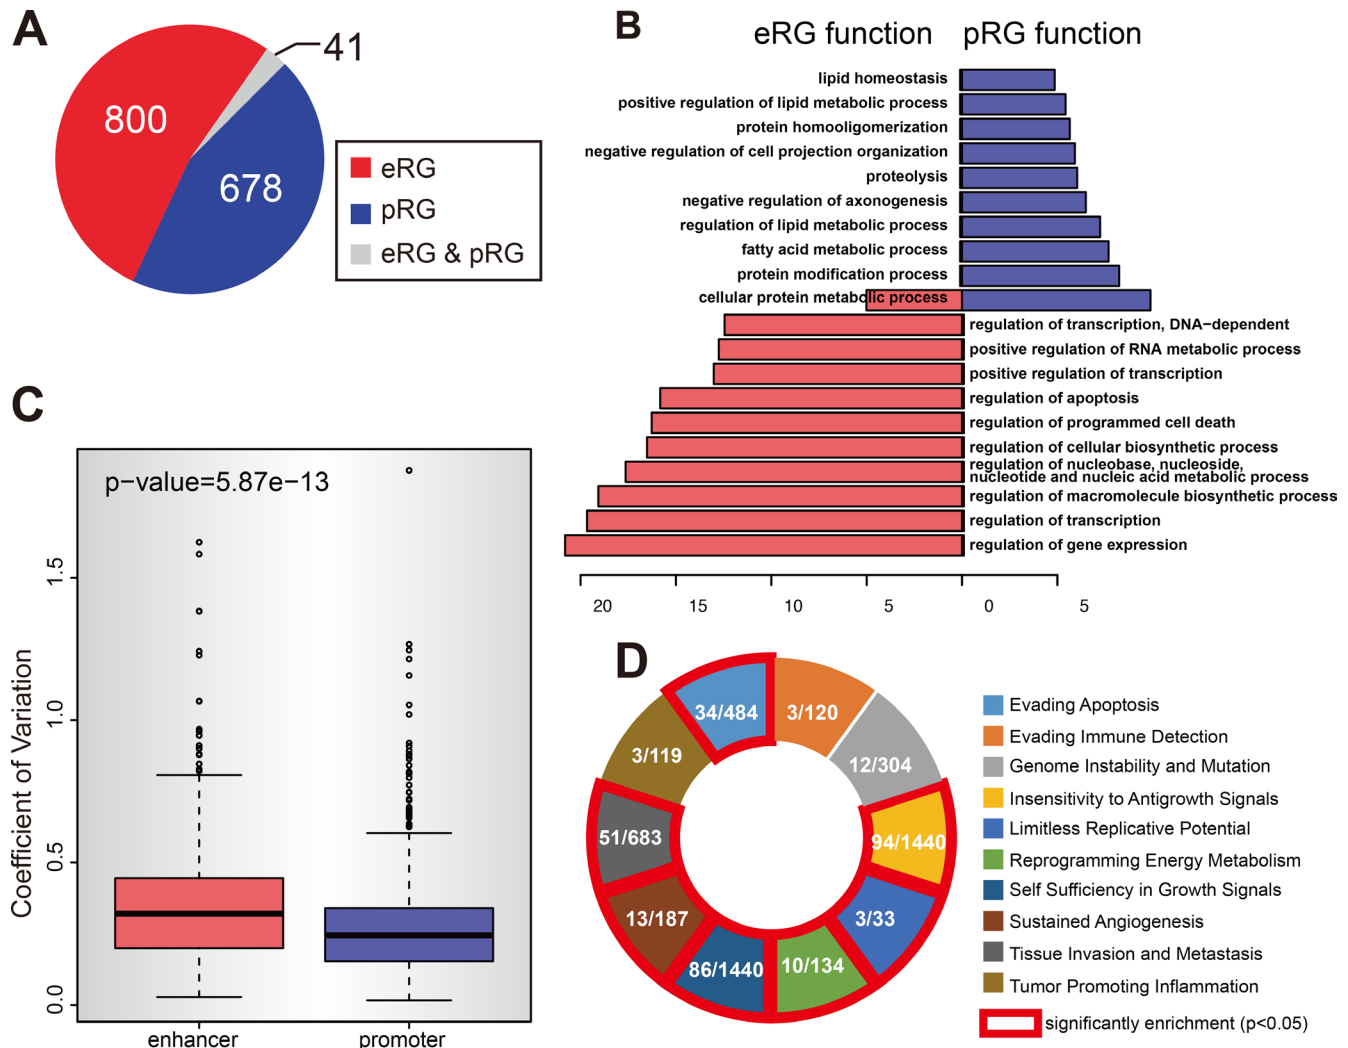 A
800
41
678
eRG
pRG
eRG & pRG
B
eRG function
pRG function
lipid homeostasis
positive regulation of lipid metabolic process
protein homooligomerization
negative regulation of cell projection organization
proteolysis
negative regulation of axonogenesis
regulation of lipid metabolic process
fatty acid metabolic process
protein modification process
cellular protein metabolic process
regulation of transcription, DNA−dependent
positive regulation of RNA metabolic process
positive regulation of transcription
regulation of apoptosis
regulation of programmed cell death
regulation of cellular biosynthetic process
regulation of nucleobase, nucleoside,
nucleotide and nucleic acid metabolic process
regulation of macromolecule biosynthetic process
regulation of transcription
regulation of gene expression
20 15 10 5 0 5
C
p−value=5.87e−13
Coefficient of Variation
1.5
1.0
0.5
0.0
enhancer
promoter
D
34/484
3/120
12/304
94/1440
3/33
10/134
86/1440
13/187
51/683
3/119
Evading Apoptosis
Evading Immune Detection
Genome Instability and Mutation
Insensitivity to Antigrowth Signals
Limitless Replicative Potential
Reprogramming Energy Metabolism
Self Sufficiency in Growth Signals
Sustained Angiogenesis
Tissue Invasion and Metastasis
Tumor Promoting Inflammation
significantly enrichment (p<0.05)